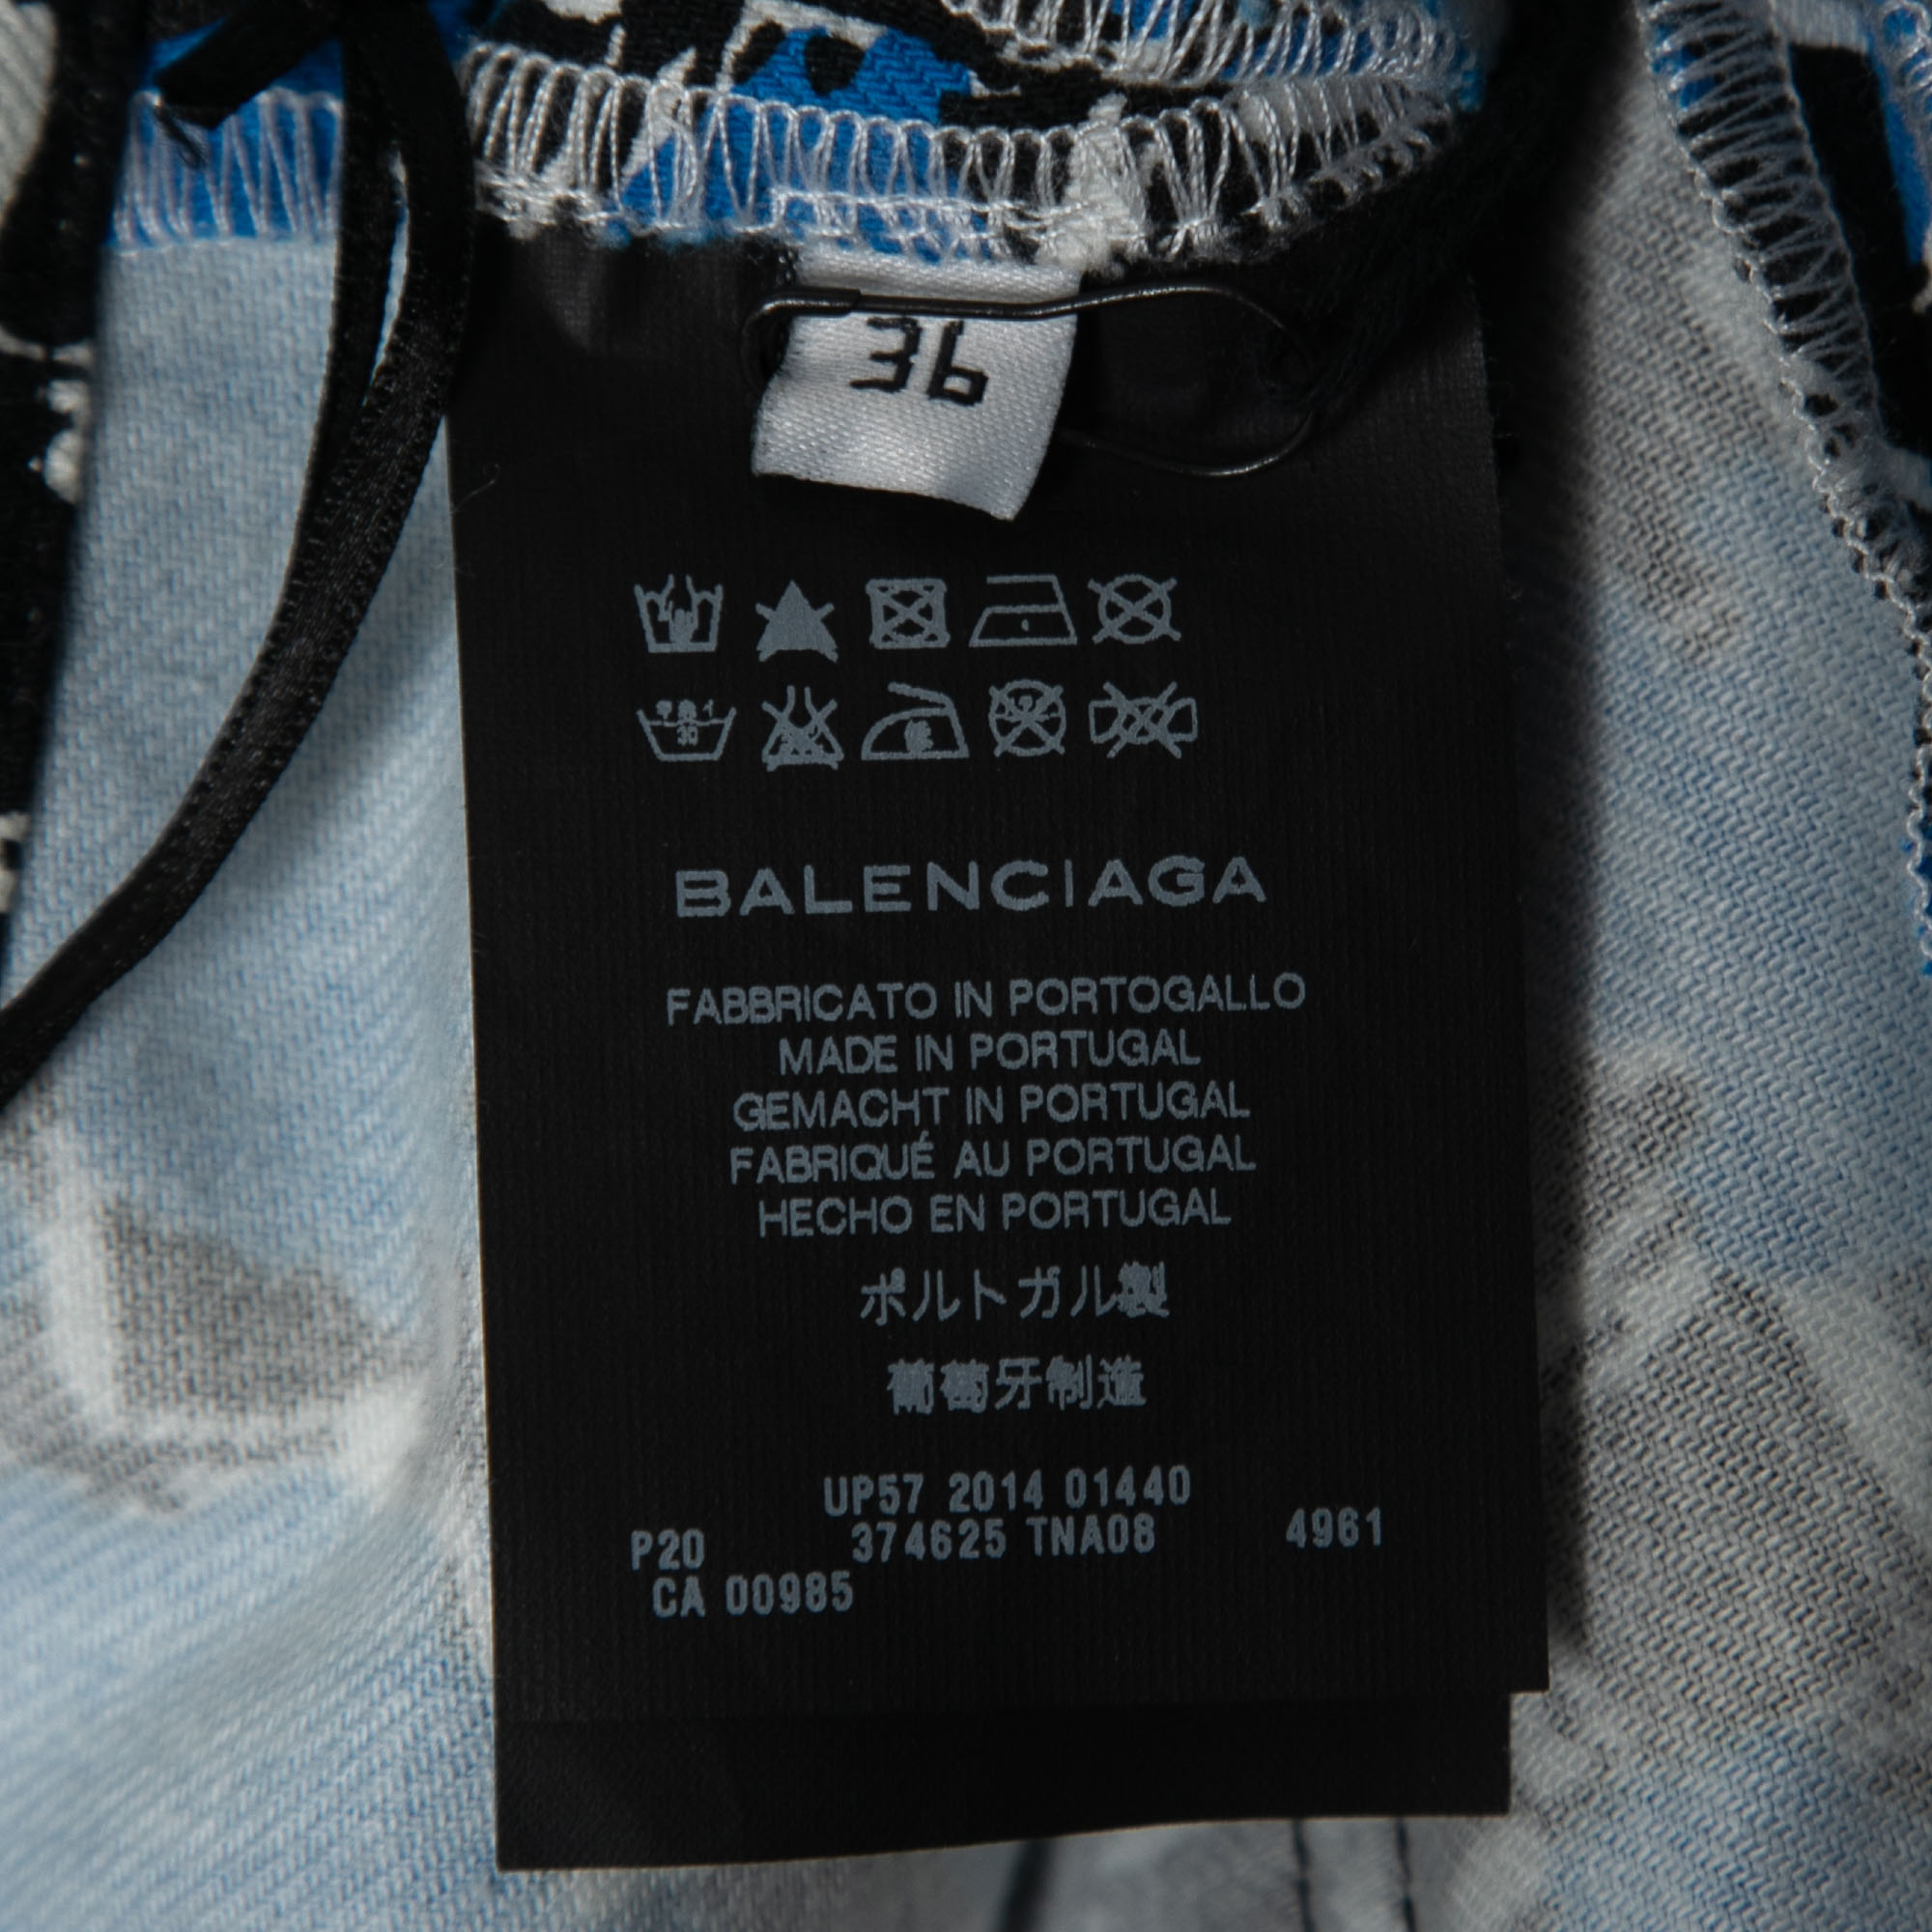 36
BALENCIAGA
FABBRICATO IN PORTOGALLO
MADE IN PORTUGAL
GEMACHT IN PORTUGAL
FABRIQUÉ AU PORTUGAL
HECHO EN PORTUGAL
ポルトガル製
葡萄牙制造
UP57 2014 01440
P20 374625 TNA08 4961
CA 00985